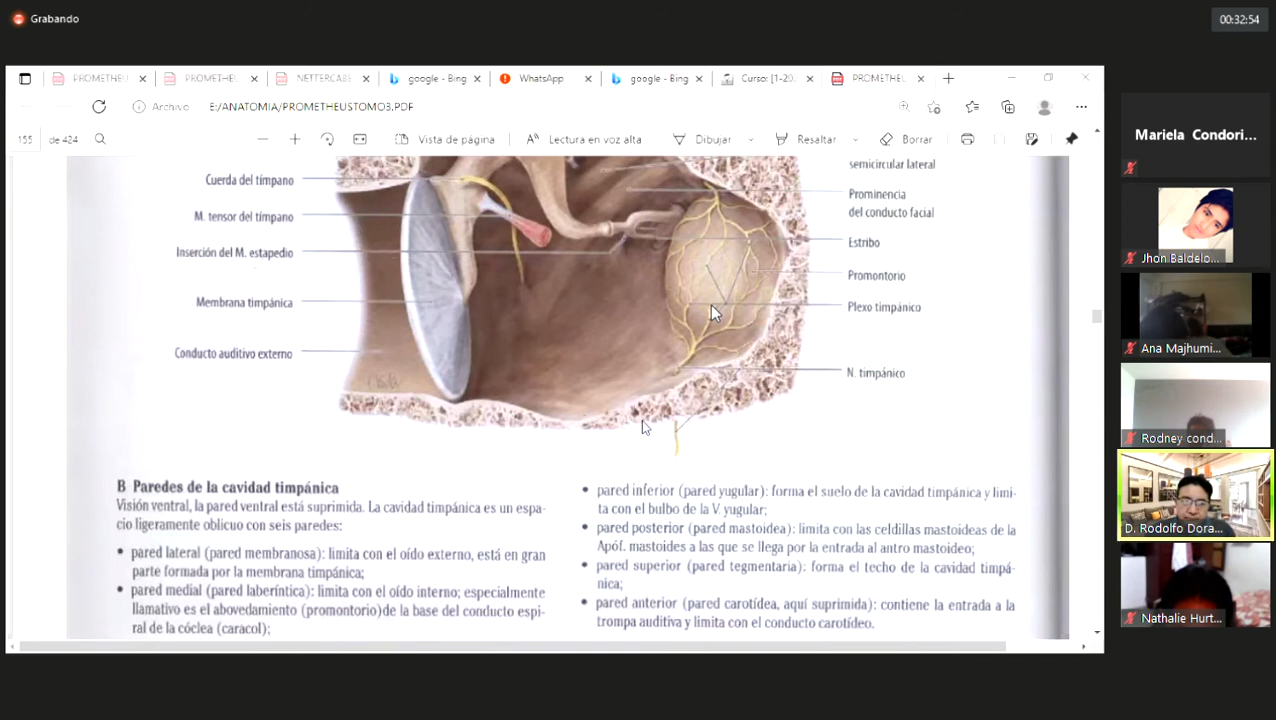 Grabando
00:32:54
PROMETHEU
PROMETHEU
NETTERCABE
google - Bing
WhatsApp
google - Bing
Curso: [1-20
PROMETHEU
Archivo
E:/ANATOMIA/PROMETHEUSTOMO3.PDF
155 de 424
Vista de página
Lectura en voz alta
Dibujar
Resaltar
Borrar
Cuerda del tímpano
M. tensor del tímpano
Inserción del M. estapedio
Membrana timpánica
Conducto auditivo externo
semicircular lateral
Prominencia
del conducto facial
Estribo
Promontorio
Plexo timpánico
N. timpánico
B Paredes de la cavidad timpánica
Visión ventral, la pared ventral está suprimida. La cavidad timpánica es un espa-
cio ligeramente oblicuo con seis paredes:
• pared lateral (pared membranosa): limita con el oído externo, está en gran
parte formada por la membrana timpánica;
• pared medial (pared laberíntica): limita con el oído interno; especialmente
llamativo es el abovedamiento (promontorio)de la base del conducto espi-
ral de la cóclea (caracol);
• pared inferior (pared yugular): forma el suelo de la cavidad timpánica y limi-
ta con el bulbo de la V. yugular;
• pared posterior (pared mastoidea): limita con las celdillas mastoideas de la
Apóf. mastoides a las que se llega por la entrada al antro mastoideo;
• pared superior (pared tegmentaria): forma el techo de la cavidad timpá-
nica;
• pared anterior (pared carotídea, aquí suprimida): contiene la entrada a la
trompa auditiva y limita con el conducto carotídeo.
Mariela Condori...
Jhon Baldelo...
Ana Majhumi...
Rodney cond...
D. Rodolfo Dora...
Nathalie Hurt...